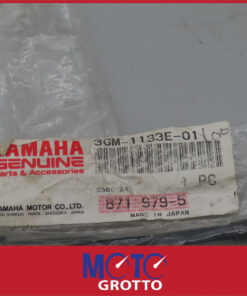 YAMAHA
GENUINE
Parts & Accessories
3GM-1133E-01
1 PC
871 979-5
YAMAHA MOTOR CO., LTD.
MADE IN JAPAN
MOTO
GROTTO